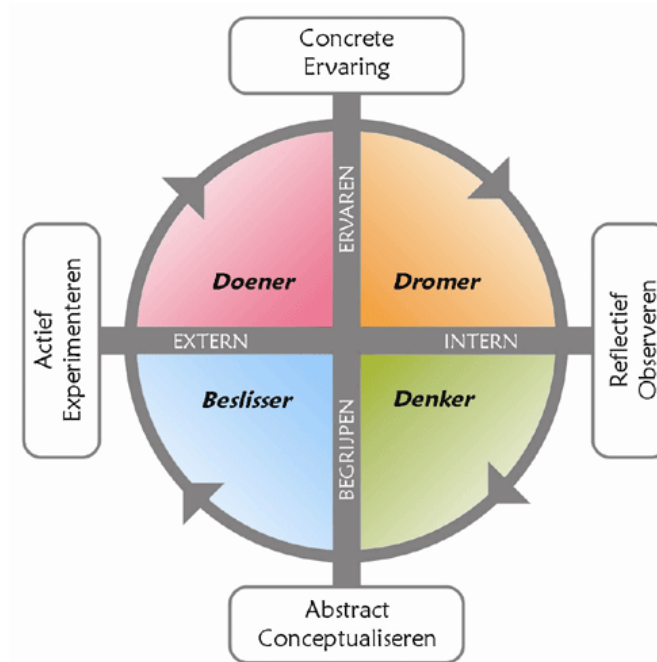 Concrete
Ervaring
ERVAREN
Doener
Dromer
Actief
Experimenteren
EXTERN
INTERN
Reflectief
Observeren
Beslisser
Denker
BEGRIJPEN
Abstract
Conceptualiseren